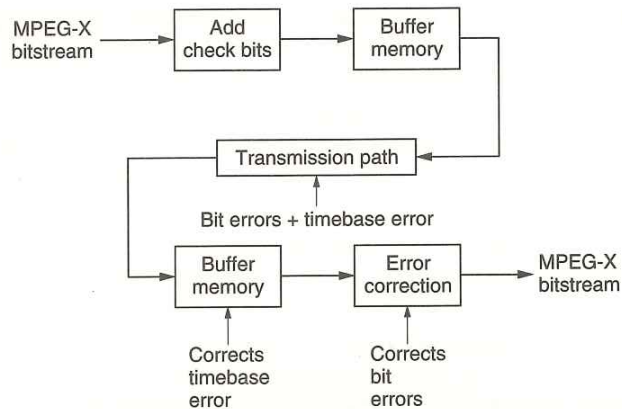 MPEG-X
bitstream
Add
check bits
Buffer
memory
Transmission path
Bit errors + timebase error
Buffer
memory
Error
correction
MPEG-X
bitstream
Corrects
timebase
error
Corrects
bit
errors